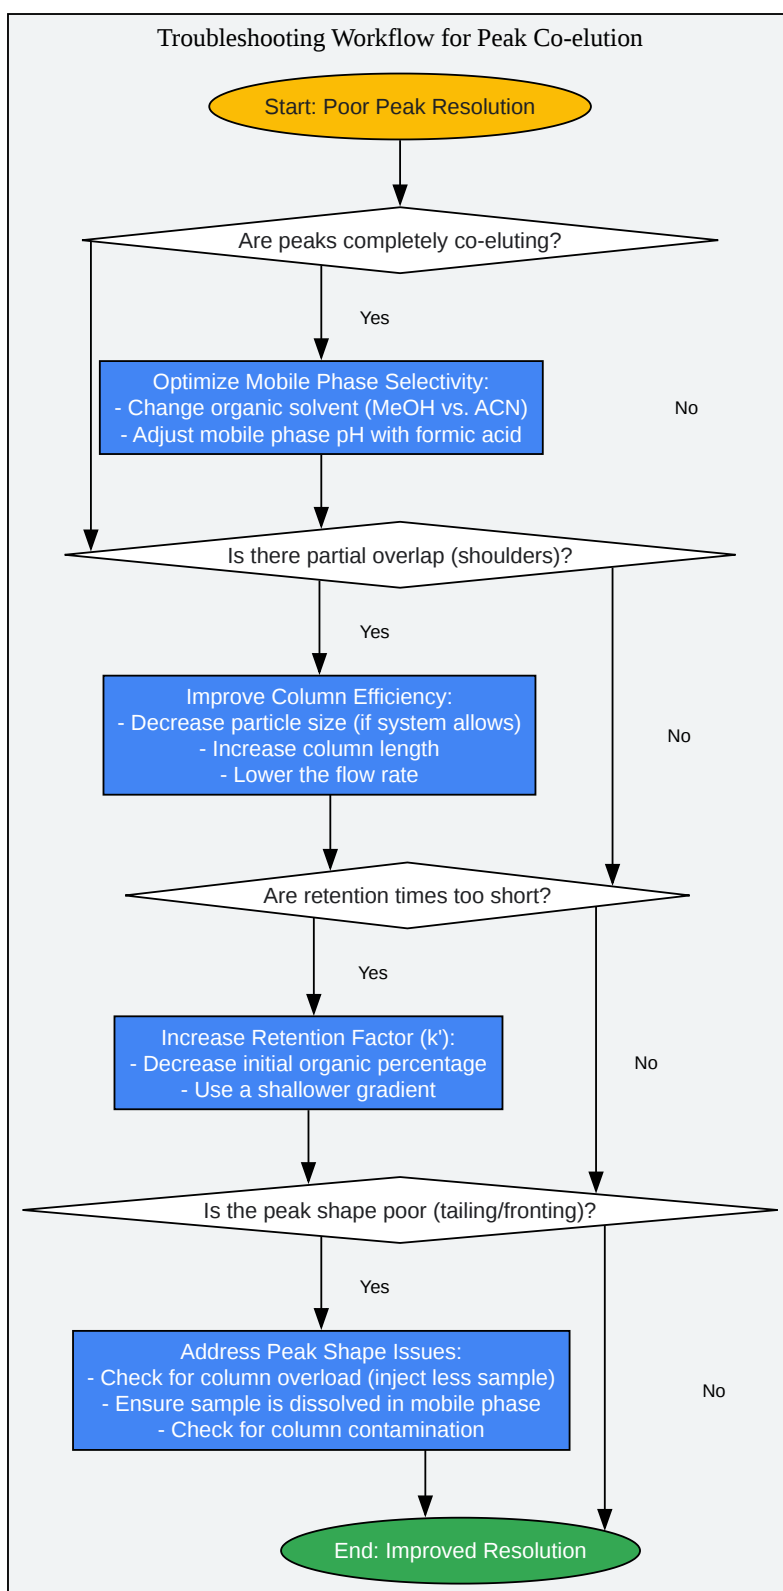 Troubleshooting Workflow for Peak Co-elution
Start: Poor Peak Resolution
Are peaks completely co-eluting?
Yes
Optimize Mobile Phase Selectivity:
- Change organic solvent (MeOH vs. ACN)
- Adjust mobile phase pH with formic acid
No
Is there partial overlap (shoulders)?
Yes
Improve Column Efficiency:
- Decrease particle size (if system allows)
- Increase column length
- Lower the flow rate
No
Are retention times too short?
Yes
Increase Retention Factor (k'):
- Decrease initial organic percentage
- Use a shallower gradient
No
Is the peak shape poor (tailing/fronting)?
Yes
Address Peak Shape Issues:
- Check for column overload (inject less sample)
- Ensure sample is dissolved in mobile phase
- Check for column contamination
No
End: Improved Resolution